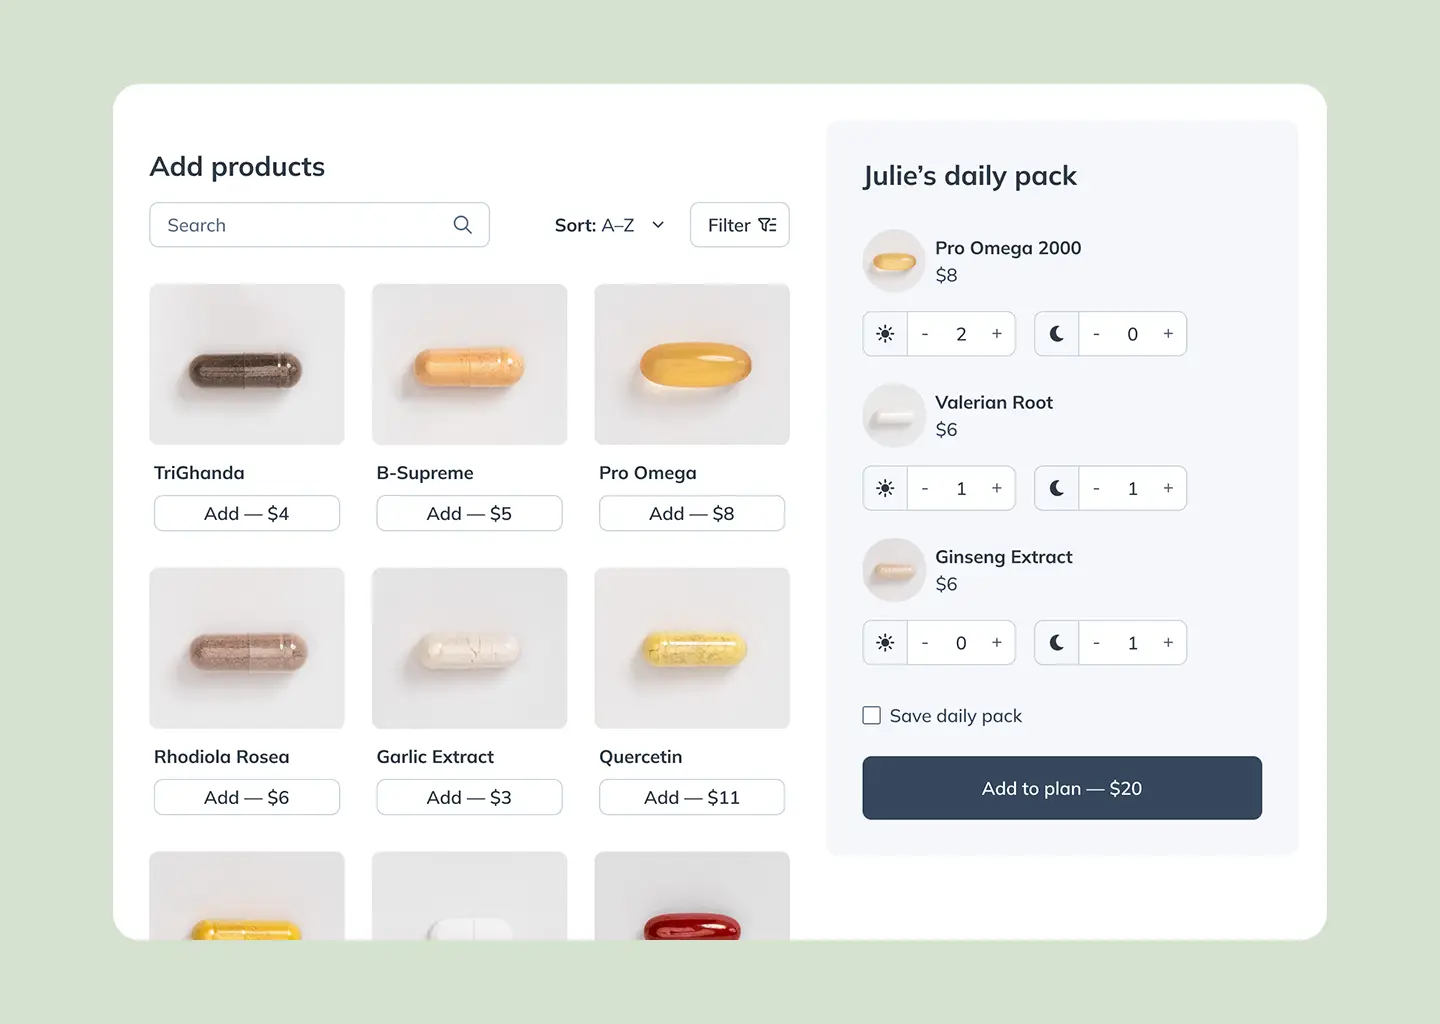 Add products
Search
Sort: A–Z
Filter
TriGhanda
B-Supreme
Pro Omega
Add — $4
Add — $5
Add — $8
Rhodiola Rosea
Garlic Extract
Quercetin
Add — $6
Add — $3
Add — $11
Julie’s daily pack
Pro Omega 2000
$8
- 2 +
- 0 +
Valerian Root
$6
- 1 +
- 1 +
Ginseng Extract
$6
- 0 +
- 1 +
Save daily pack
Add to plan — $20